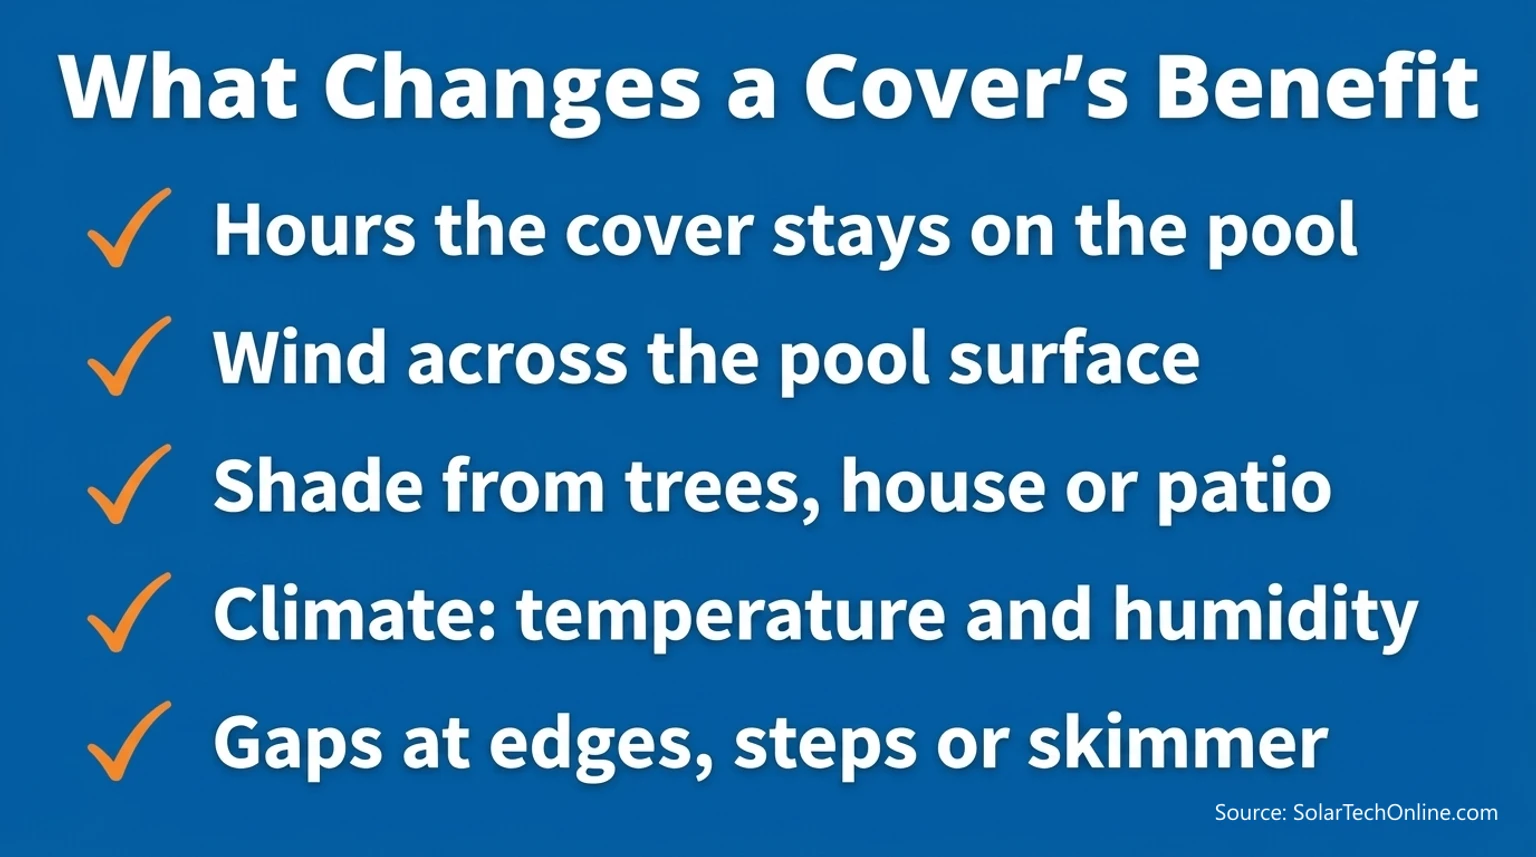 What Changes a Cover’s Benefit
Hours the cover stays on the pool
Wind across the pool surface
Shade from trees, house or patio
Climate: temperature and humidity
Gaps at edges, steps or skimmer
Source: SolarTechOnline.com